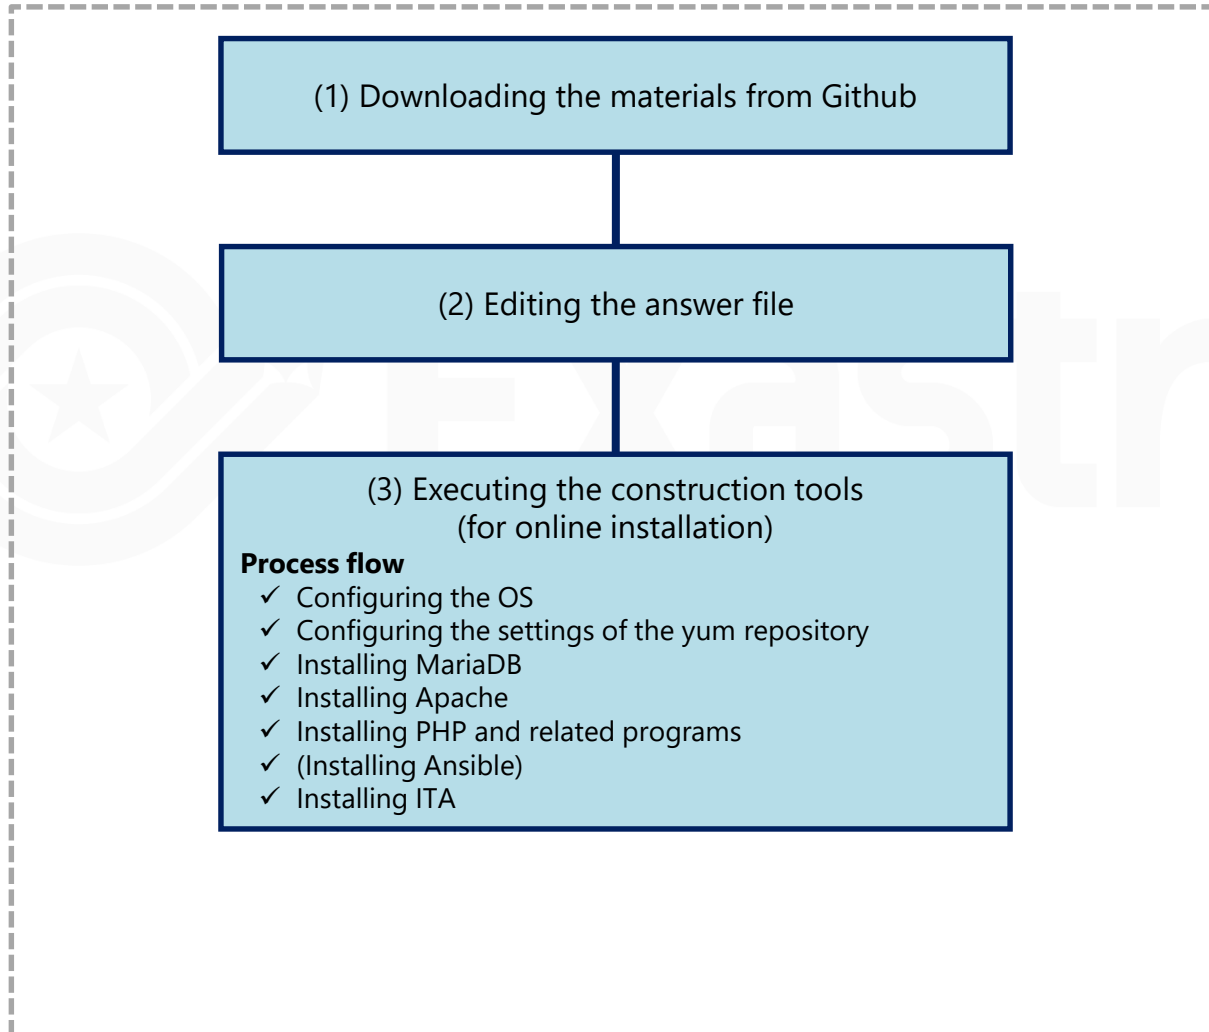 (1) Downloading the materials from Github
(2) Editing the answer file
(3) Executing the construction tools
(for online installation)
Process flow
✓ Configuring the OS
✓ Configuring the settings of the yum repository
✓ Installing MariaDB
✓ Installing Apache
✓ Installing PHP and related programs
✓ (Installing Ansible)
✓ Installing ITA
Exastr